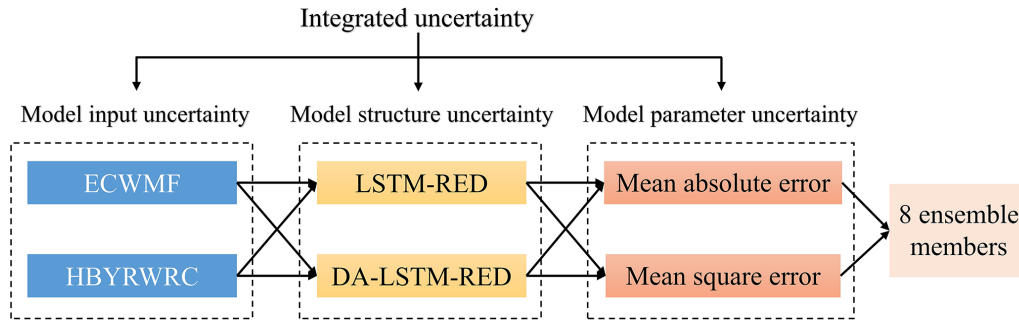 Integrated uncertainty
Model input uncertainty
Model structure uncertainty
Model parameter uncertainty
ECWMF
LSTM-RED
Mean absolute error
HBYRWRC
DA-LSTM-RED
Mean square error
8 ensemble
members